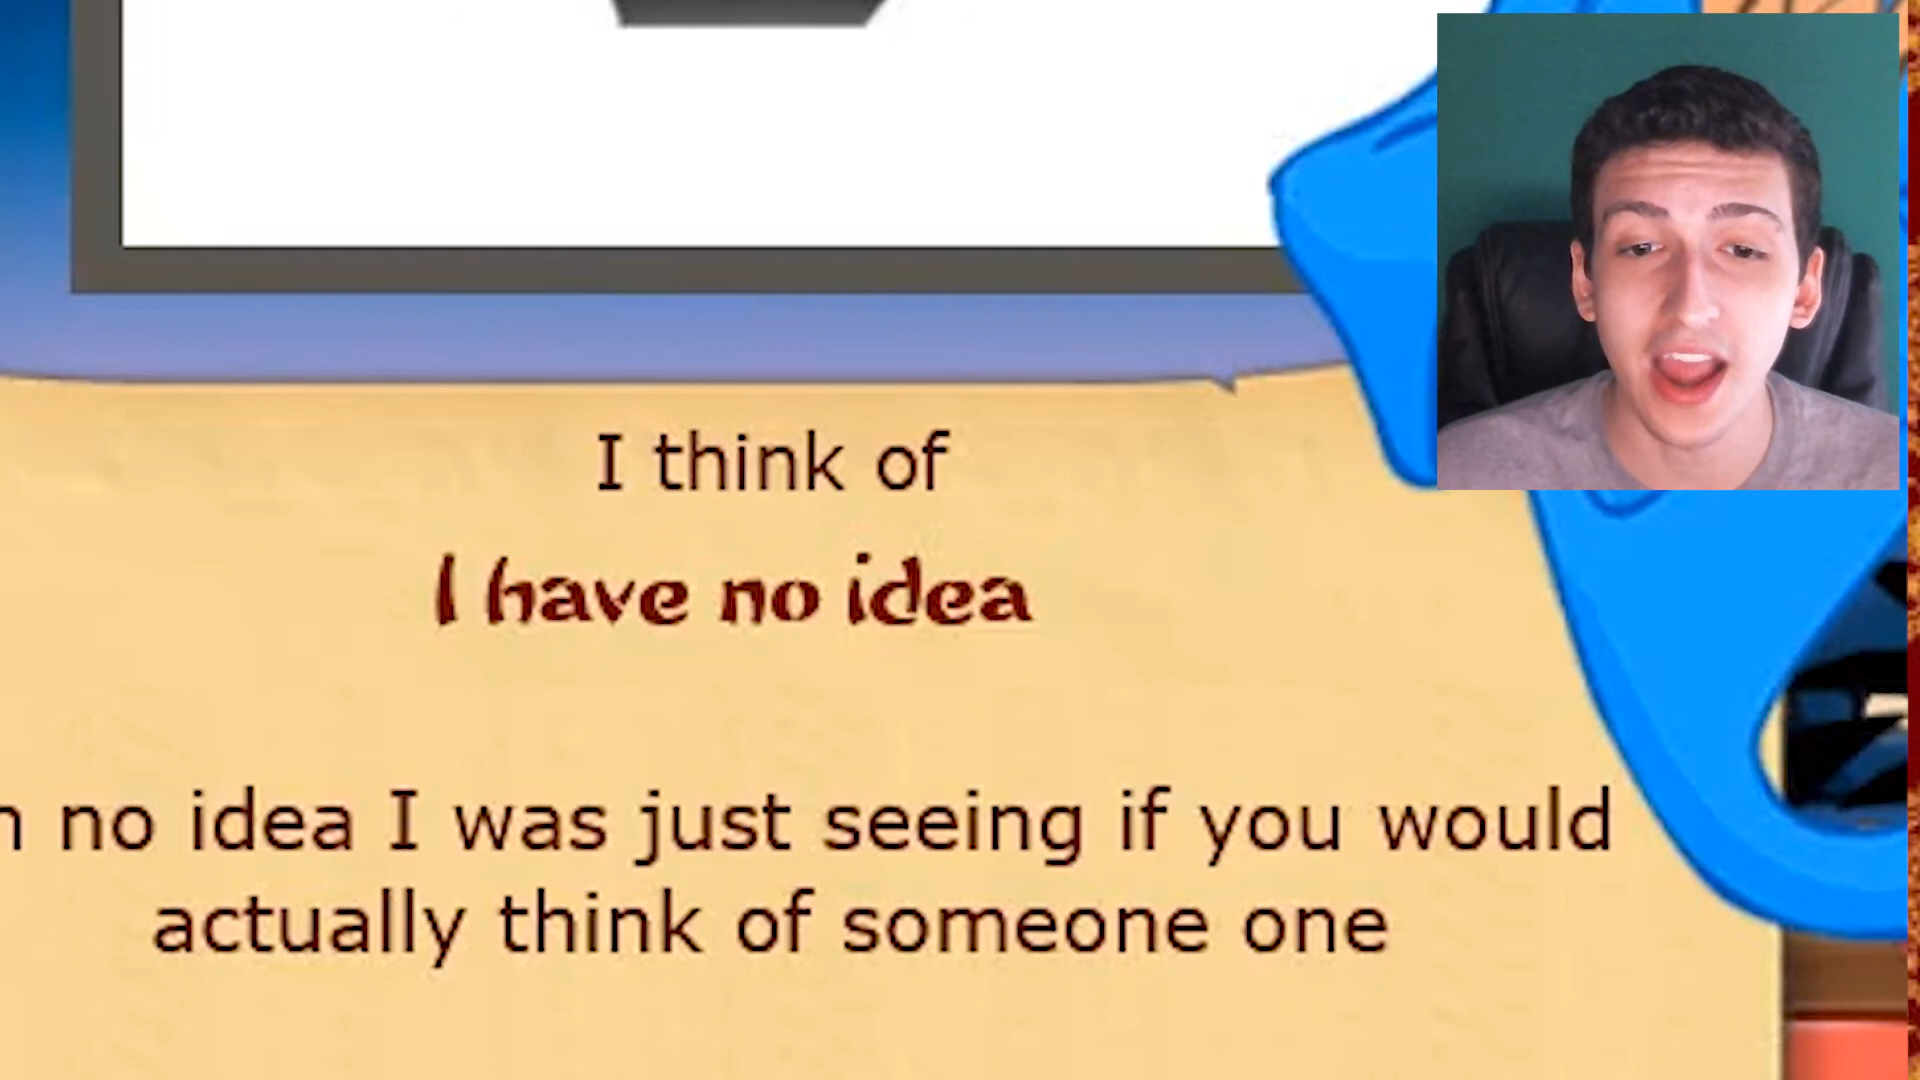 I think of
I have no idea
no idea I was just seeing if you would
actually think of someone one